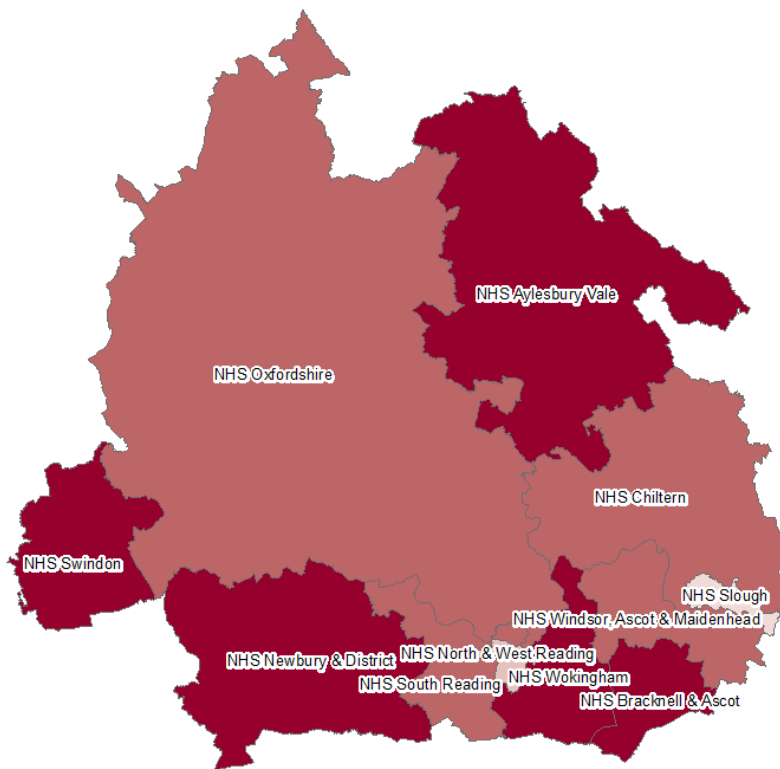 NHS Aylesbury Vale
NHS Oxfordshire
NHS Chiltern
NHS Swindon
NHS Slough
NHS Windsor, Ascot & Maidenhead
NHS North & West Reading
NHS Newbury & District
NHS Wokingham
NHS South Reading
NHS Bracknell & Ascot